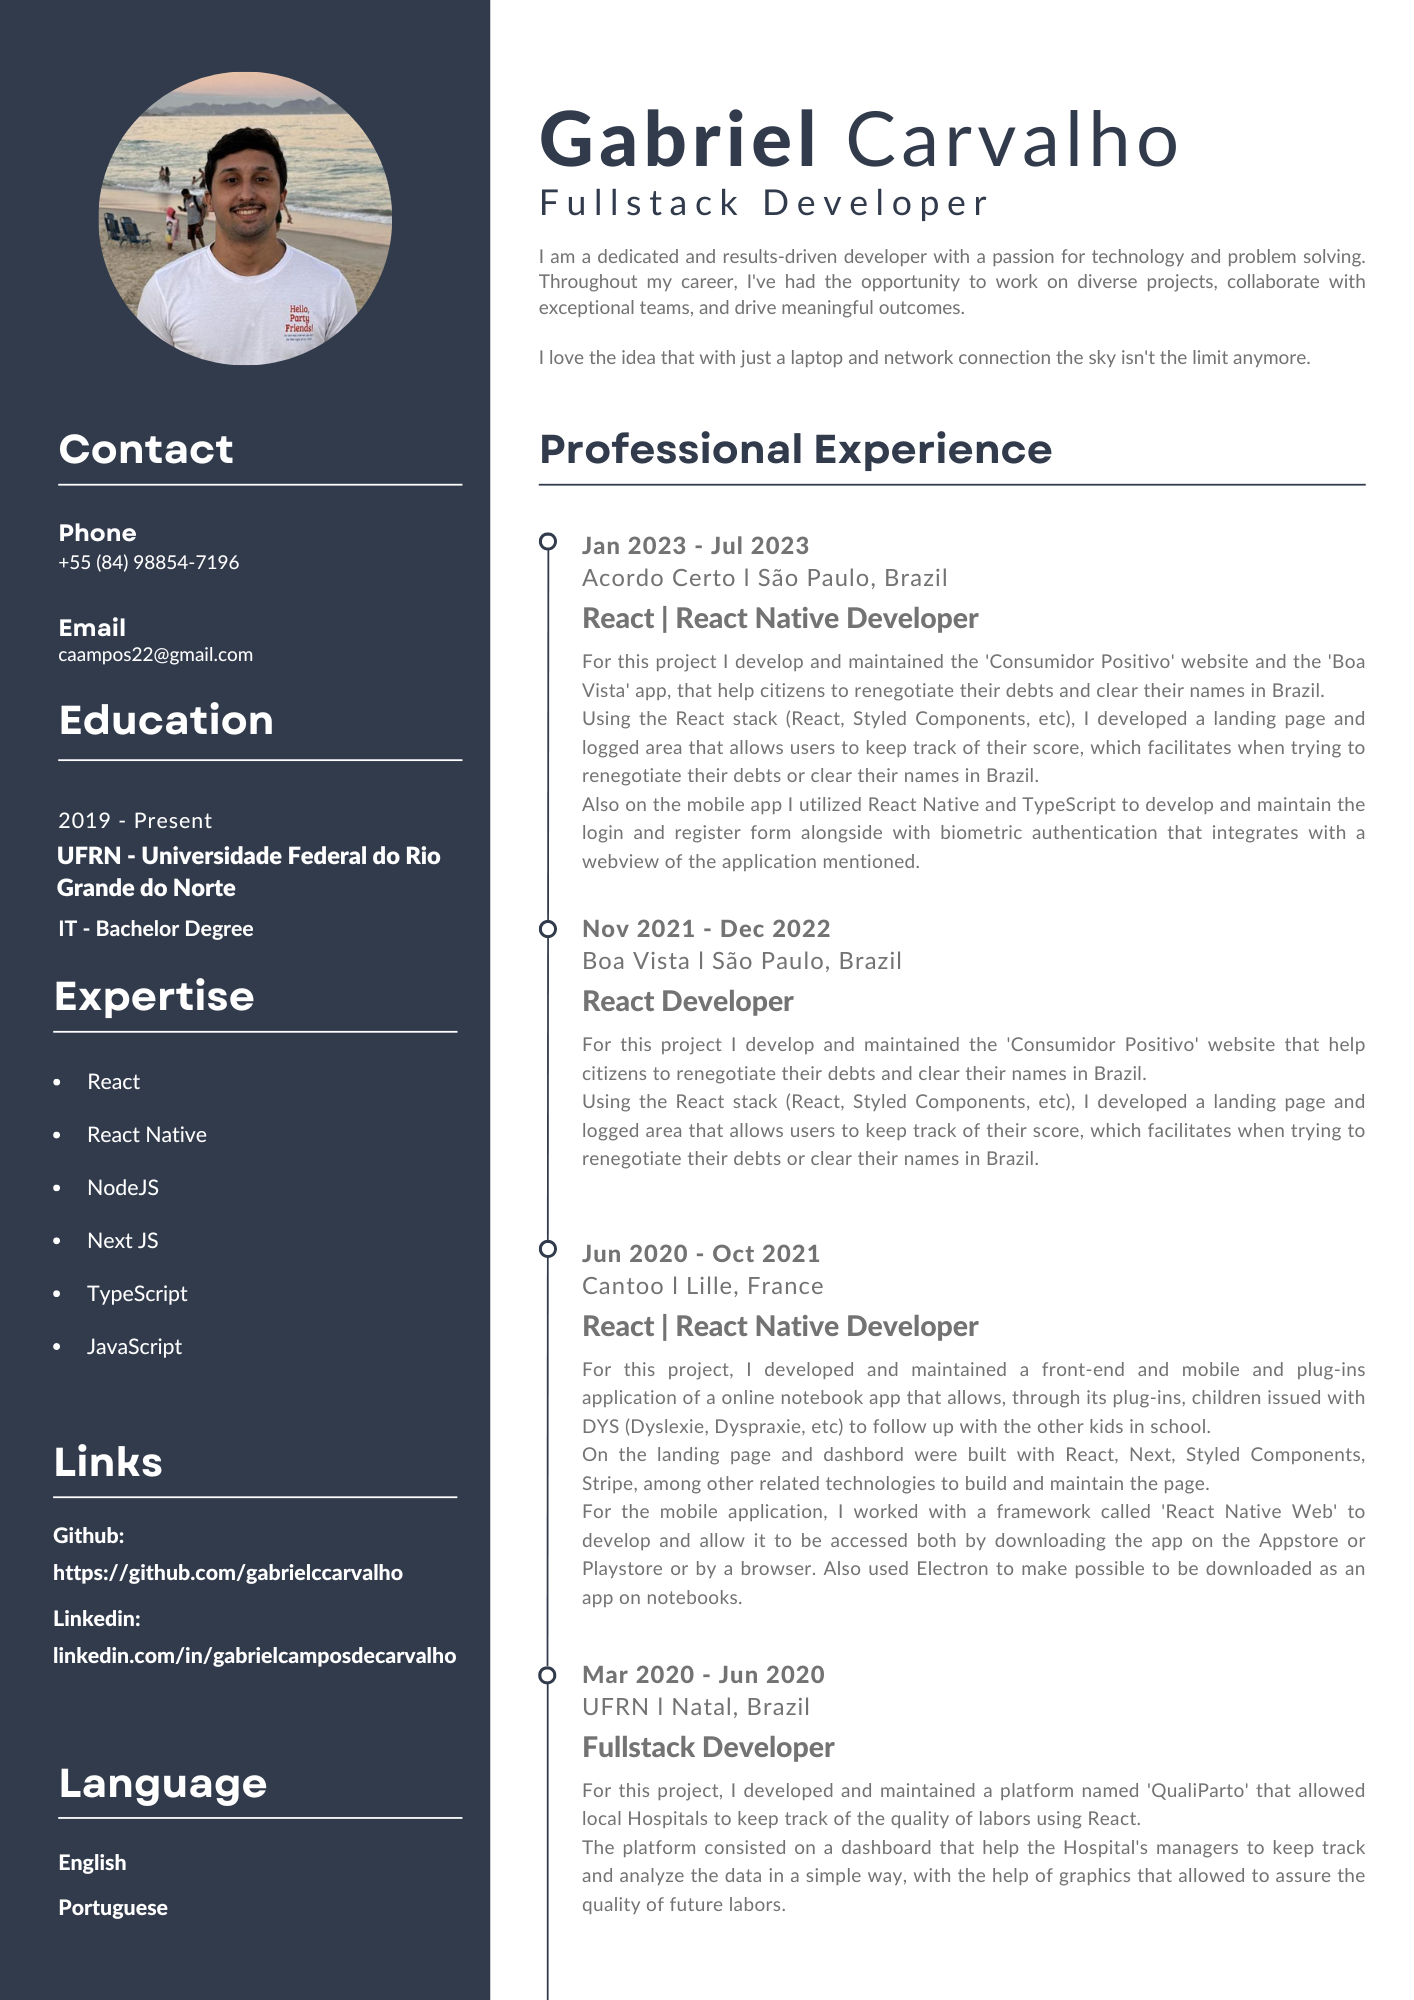 Hello,
Party
Friends!
Contact
Phone
+55 (84) 98854-7196
Email
caampos22@gmail.com
Education
2019 - Present
UFRN - Universidade Federal do Rio
Grande do Norte
IT - Bachelor Degree
Expertise
• React
• React Native
• NodeJS
• Next JS
• TypeScript
• JavaScript
Links
Github:
https://github.com/gabrielccarvalho
Linkedin:
linkedin.com/in/gabrielcamposdecarvalho
Language
English
Portuguese
Gabriel Carvalho
Fullstack Developer
I am a dedicated and results-driven developer with a passion for technology and problem solving.
Throughout my career, I've had the opportunity to work on diverse projects, collaborate with
exceptional teams, and drive meaningful outcomes.
I love the idea that with just a laptop and network connection the sky isn't the limit anymore.
Professional Experience
Jan 2023 - Jul 2023
Acordo Certo l São Paulo, Brazil
React | React Native Developer
For this project I develop and maintained the 'Consumidor Positivo' website and the 'Boa
Vista' app, that help citizens to renegotiate their debts and clear their names in Brazil.
Using the React stack (React, Styled Components, etc), I developed a landing page and
logged area that allows users to keep track of their score, which facilitates when trying to
renegotiate their debts or clear their names in Brazil.
Also on the mobile app I utilized React Native and TypeScript to develop and maintain the
login and register form alongside with biometric authentication that integrates with a
webview of the application mentioned.
Nov 2021 - Dec 2022
Boa Vista l São Paulo, Brazil
React Developer
For this project I develop and maintained the 'Consumidor Positivo' website that help
citizens to renegotiate their debts and clear their names in Brazil.
Using the React stack (React, Styled Components, etc), I developed a landing page and
logged area that allows users to keep track of their score, which facilitates when trying to
renegotiate their debts or clear their names in Brazil.
Jun 2020 - Oct 2021
Cantoo l Lille, France
React | React Native Developer
For this project, I developed and maintained a front-end and mobile and plug-ins
application of a online notebook app that allows, through its plug-ins, children issued with
DYS (Dyslexie, Dyspraxie, etc) to follow up with the other kids in school.
On the landing page and dashbord were built with React, Next, Styled Components,
Stripe, among other related technologies to build and maintain the page.
For the mobile application, I worked with a framework called 'React Native Web' to
develop and allow it to be accessed both by downloading the app on the Appstore or
Playstore or by a browser. Also used Electron to make possible to be downloaded as an
app on notebooks.
Mar 2020 - Jun 2020
UFRN l Natal, Brazil
Fullstack Developer
For this project, I developed and maintained a platform named 'QualiParto' that allowed
local Hospitals to keep track of the quality of labors using React.
The platform consisted on a dashboard that help the Hospital's managers to keep track
and analyze the data in a simple way, with the help of graphics that allowed to assure the
quality of future labors.